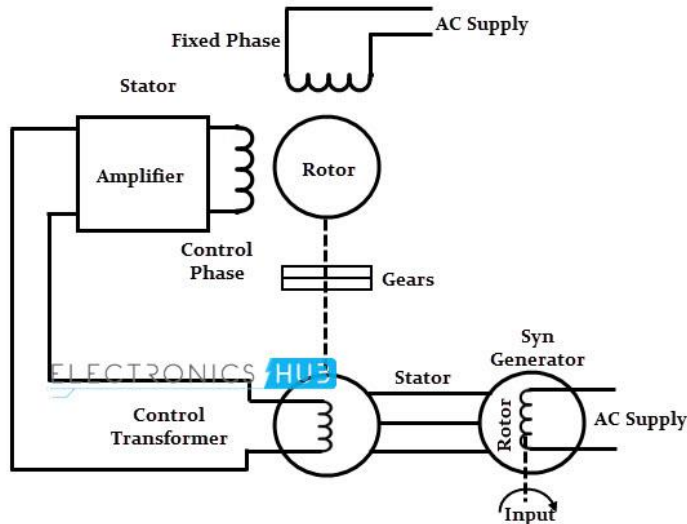 Fixed Phase
AC Supply
Stator
Amplifier
Rotor
Control
Phase
Gears
Syn
Generator
ELECTRONICS HUB
Stator
Control
Transformer
Rotor
AC Supply
Input